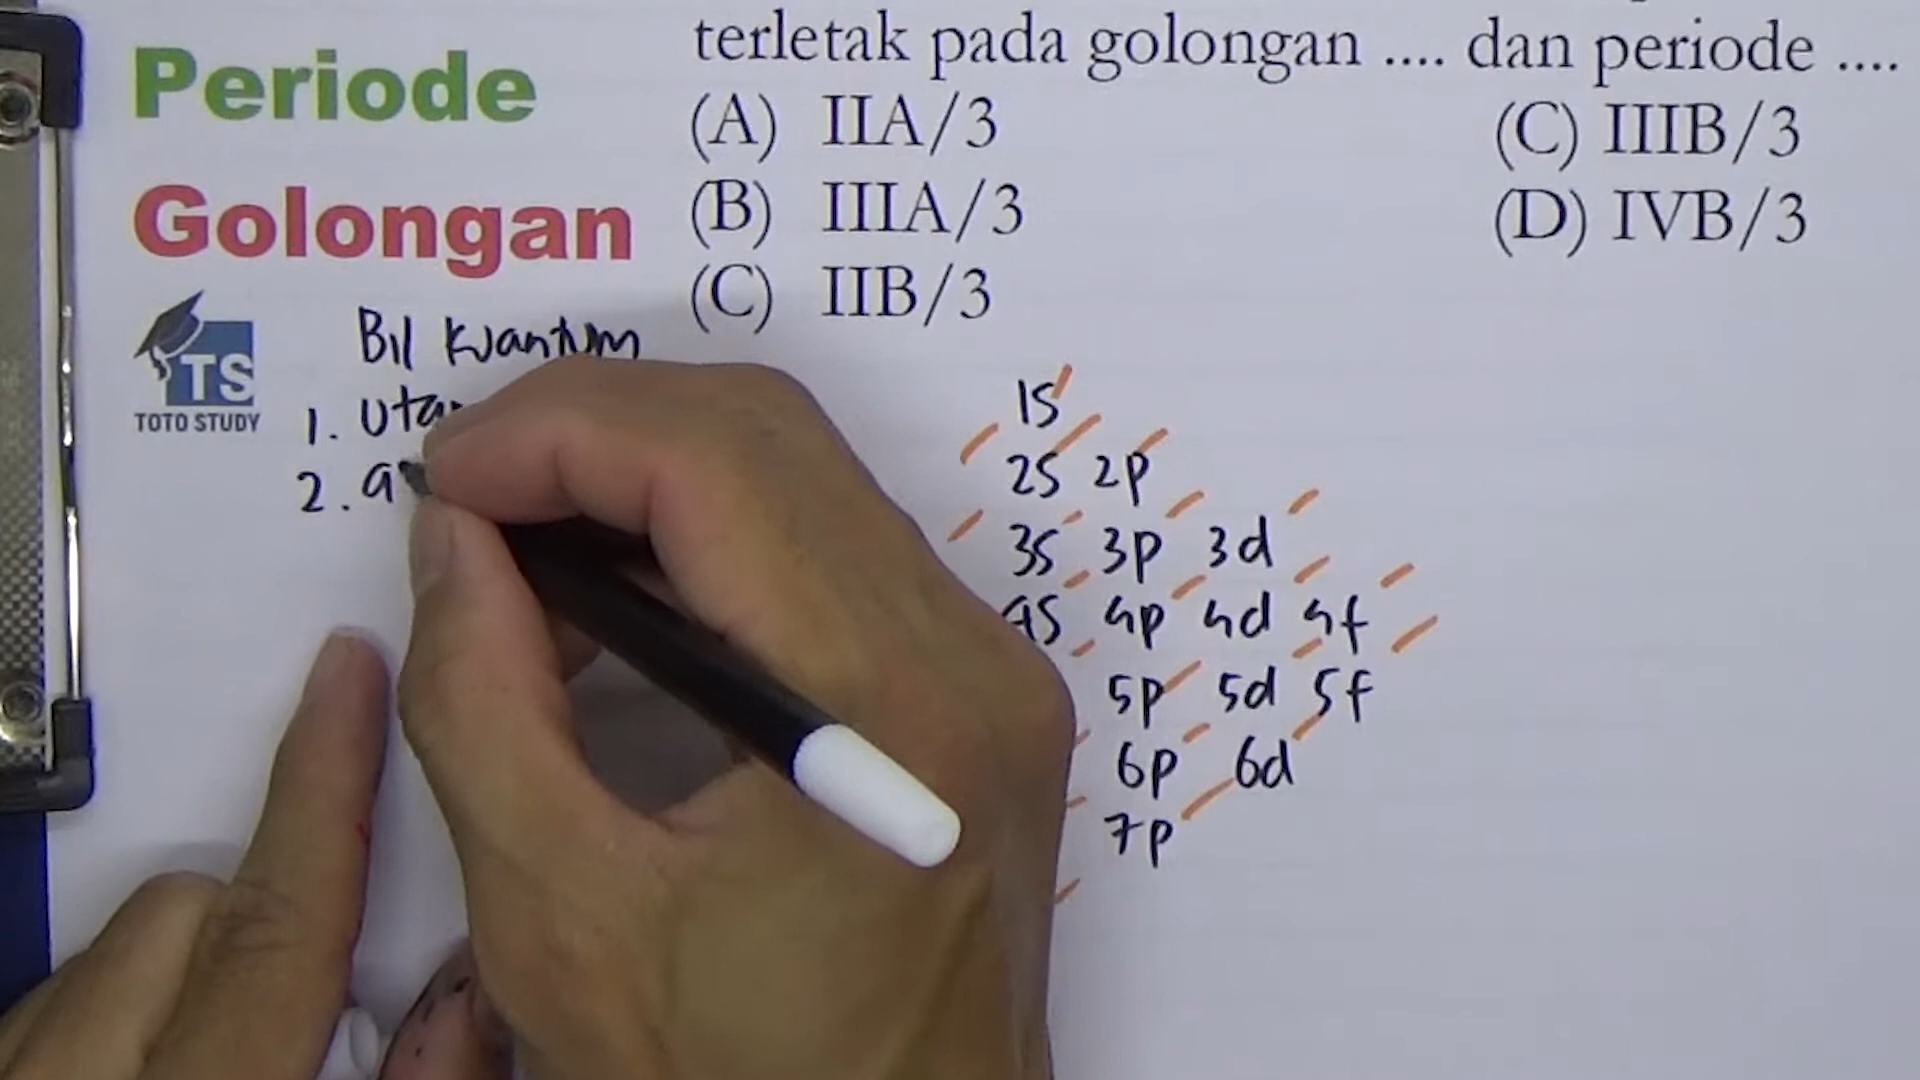 terletak pada golongan .... dan periode ....
Periode
(A) IIA/3
(C) IIIB/3
Golongan
(B) IIIA/3
(D) IVB/3
(C) IIB/3
TS
TOTO STUDY
Bil kuantum
1.
2.
1s
2s 2p
3s 3p 3d
4s 4p 4d 4f
5p 5d 5f
6p 6d
7p